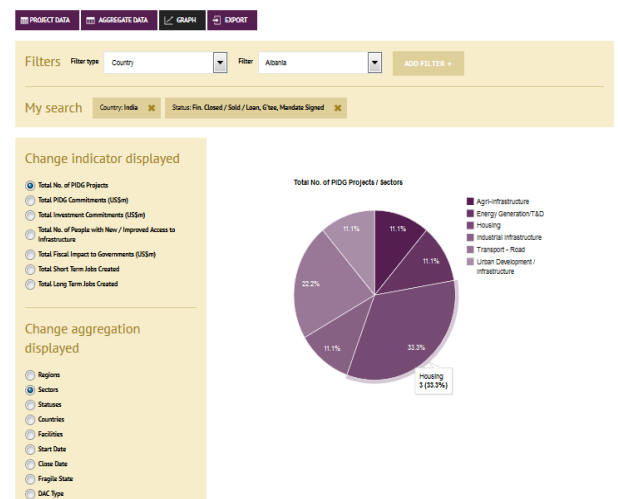 PROJECT DATA
AGGREGATE DATA
GRAPH
EXPORT
Filters
Filter type
Country
Filter
Albania
ADD FILTER +
My search
Country: India
Status: Fin. Closed / Sold / Loan, G'tee, Mandate Signed
Change indicator displayed
Total No. of PIDG Projects
Total PIDG Commitments (US$m)
Total Investment Commitments (US$m)
Total No. of People with New / Improved Access to
Infrastructure
Total Fiscal Impact to Governments (US$m)
Total Short Term Jobs Created
Total Long Term Jobs Created
Change aggregation
displayed
Regions
Sectors
Statuses
Countries
Facilities
Start Date
Close Date
Fragile State
DAC Type
Total No. of PIDG Projects / Sectors
11.1%
11.1%
11.1%
22.2%
11.1%
33.3%
Housing
3 (33.3%)
Agri-Infrastructure
Energy Generation/T&D
Housing
Industrial Infrastructure
Transport - Road
Urban Development /
Infrastructure